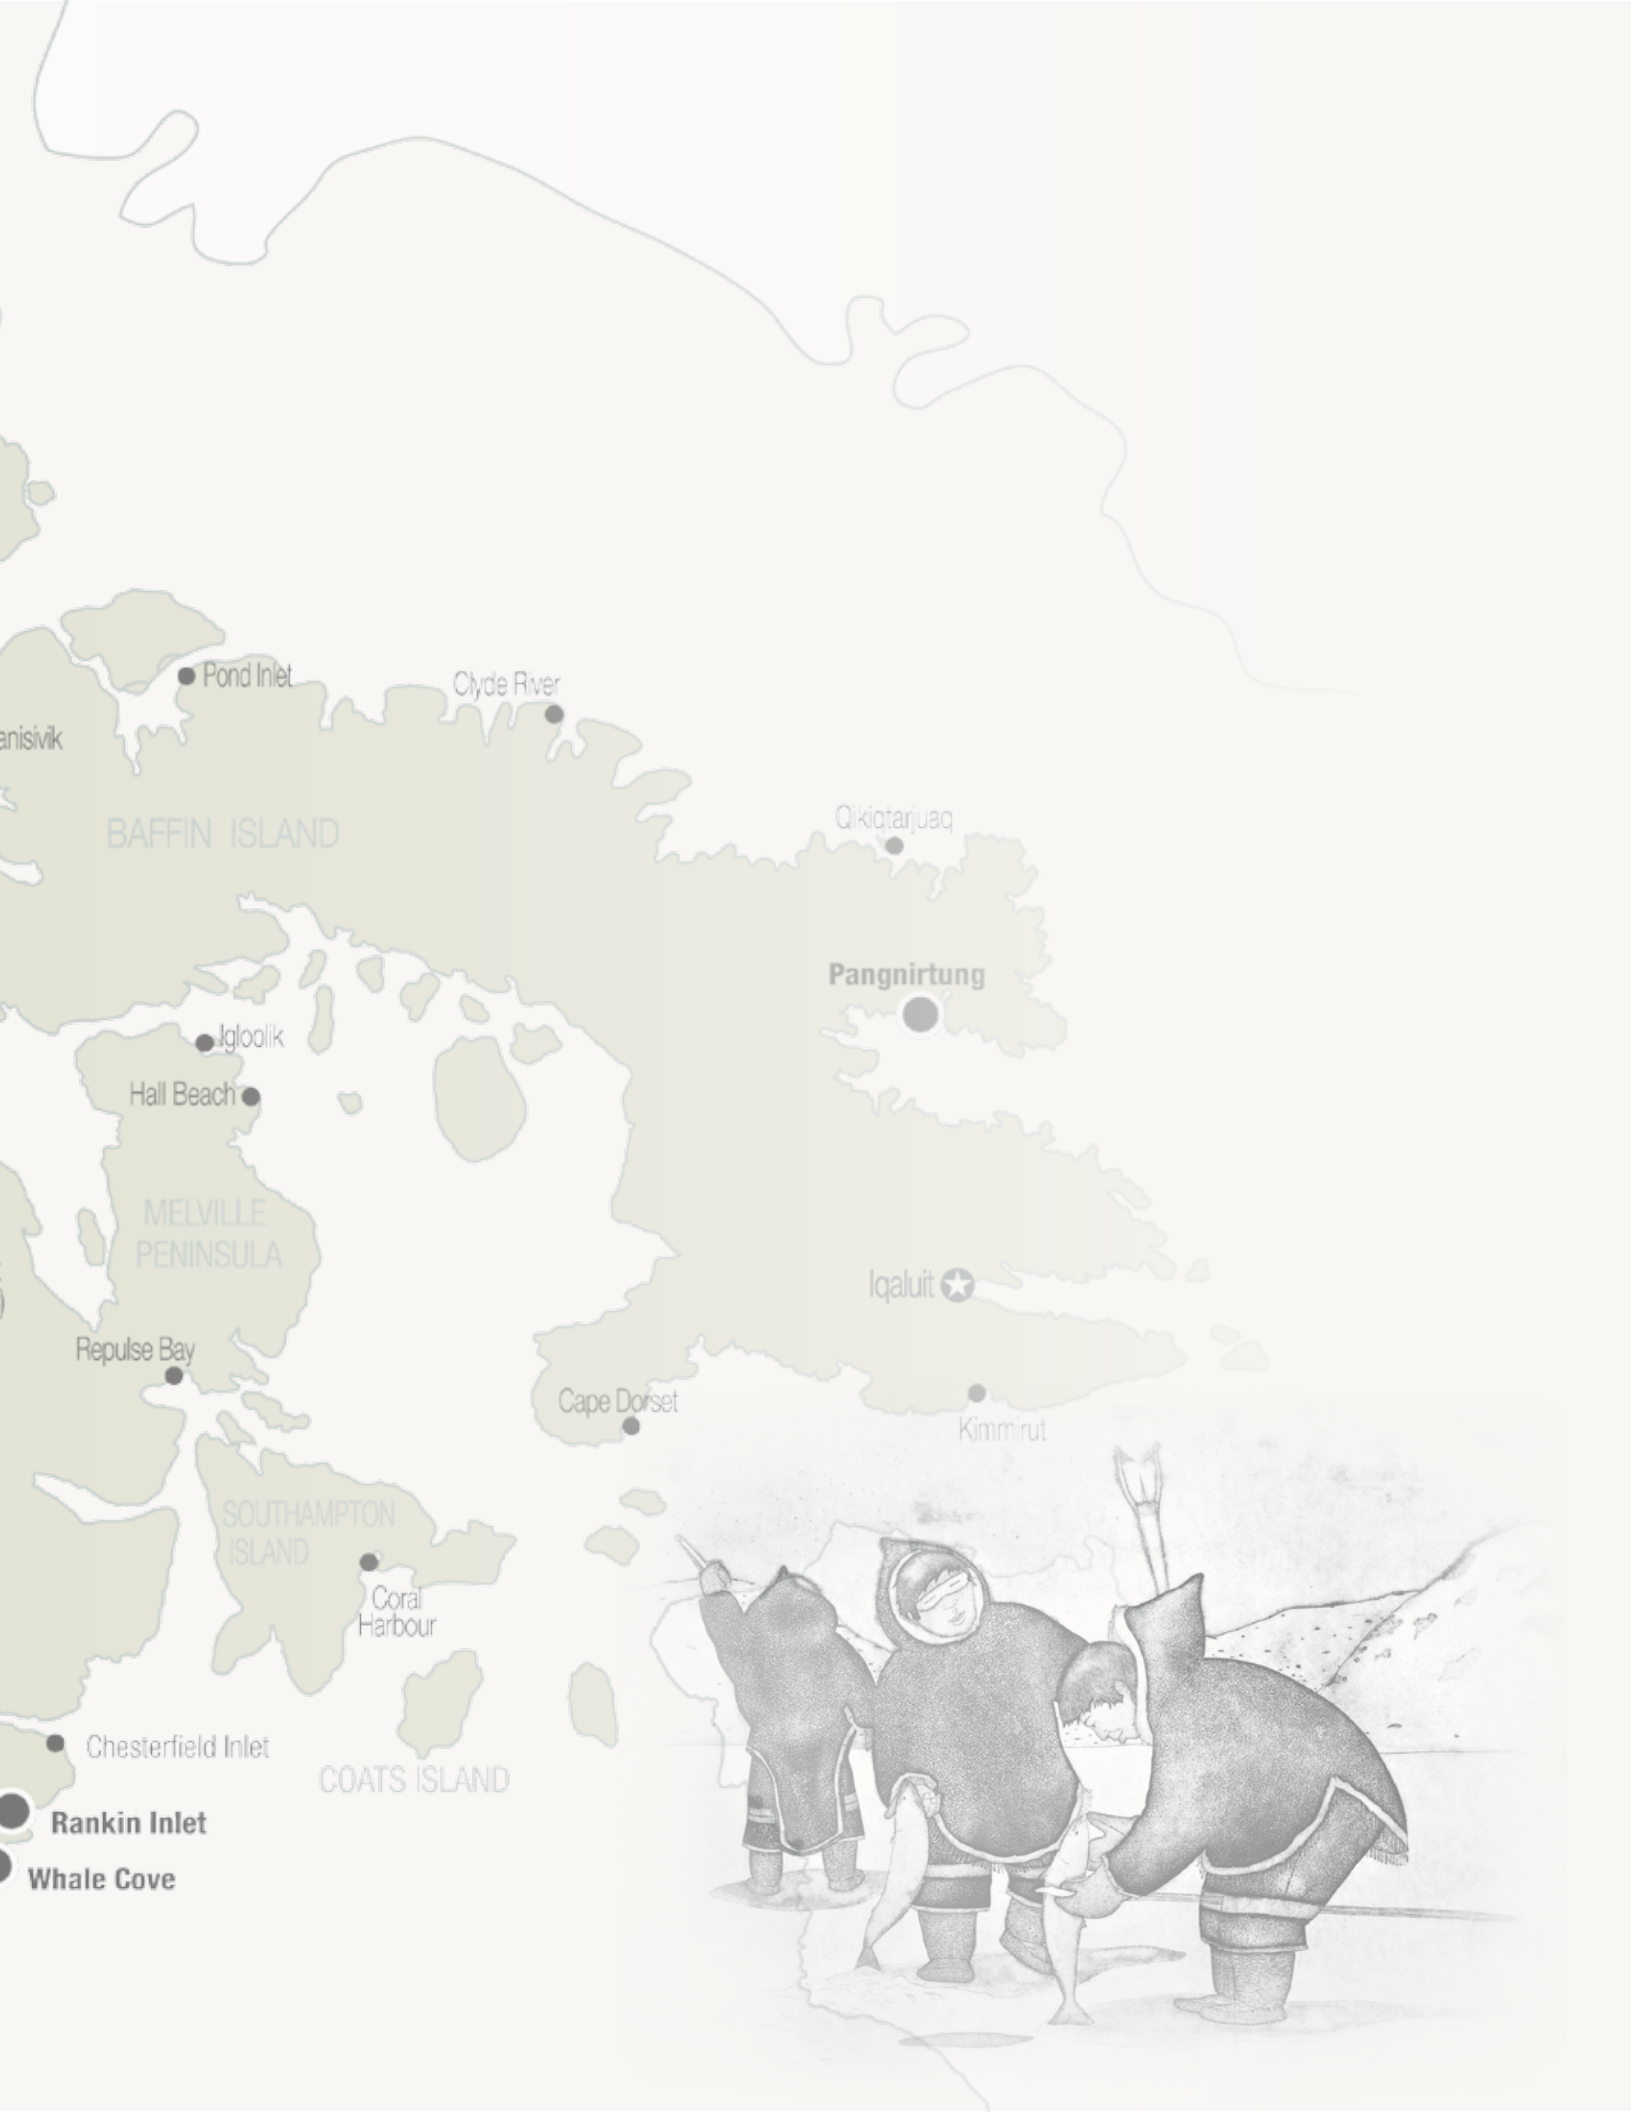 Pond Inlet
Clyde River
anisivik
BAFFIN ISLAND
Qikiqtarjuaq
Pangnirtung
Igloolik
Hall Beach
MELVILLE
PENINSULA
Iqaluit
Repulse Bay
Cape Dorset
Kimmirut
SOUTHAMPTON
ISLAND
Coral
Harbour
Chesterfield Inlet
COATS ISLAND
Rankin Inlet
Whale Cove